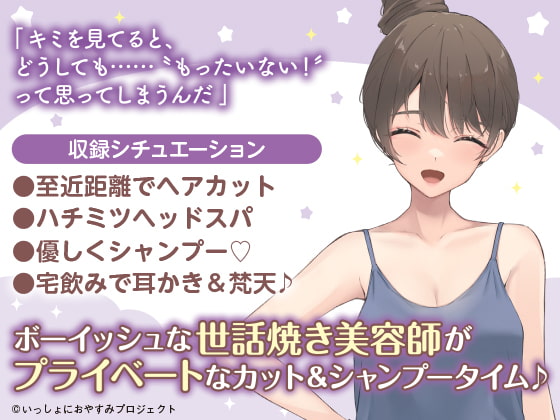 「キミを見てると、
どうしても……〝もったいない!〟
って思ってしまうんだ」
収録シチュエーション
●至近距離でヘアカット
●ハチミツヘッドスパ
●優しくシャンプー♡
●宅飲みで耳かき&梵天♪
ボーイッシュな世話焼き美容師が
プライベートなカット&シャンプータイム♪
©いっしょにおやすみプロジェクト